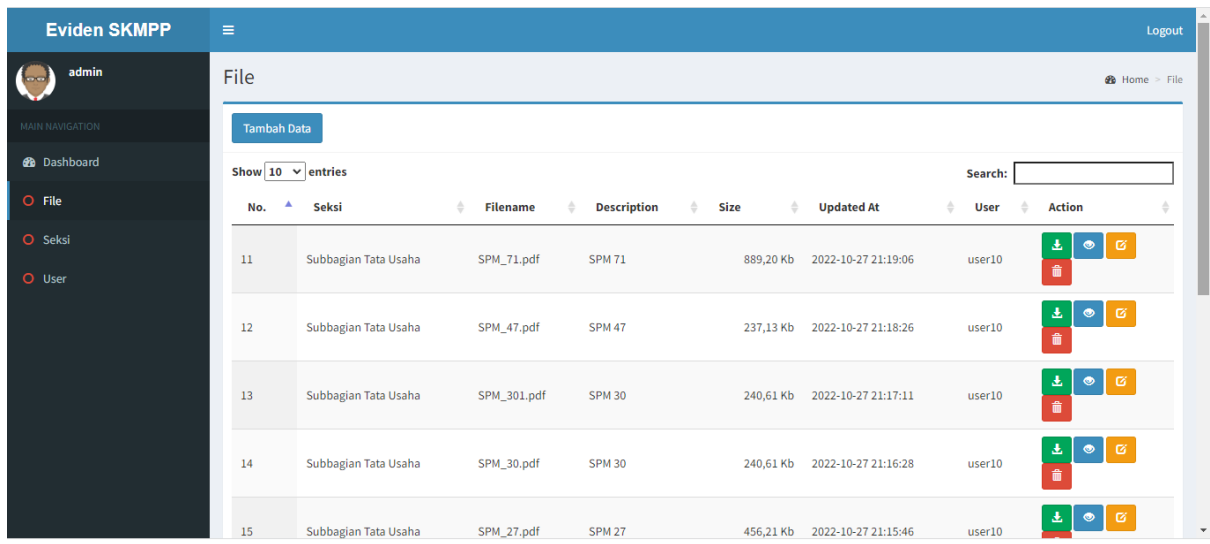 Eviden SKMPP
Logout
admin
File
Home > File
MAIN NAVIGATION
Dashboard
File
Seksi
User
Tambah Data
Show 10 entries
Search:
No. Seksi Filename Description Size Updated At User Action
11 Subbagian Tata Usaha SPM_71.pdf SPM 71 889,20 Kb 2022-10-27 21:19:06 user10
12 Subbagian Tata Usaha SPM_47.pdf SPM 47 237,13 Kb 2022-10-27 21:18:26 user10
13 Subbagian Tata Usaha SPM_301.pdf SPM 30 240,61 Kb 2022-10-27 21:17:11 user10
14 Subbagian Tata Usaha SPM_30.pdf SPM 30 240,61 Kb 2022-10-27 21:16:28 user10
15 Subbagian Tata Usaha SPM_27.pdf SPM 27 456,21 Kb 2022-10-27 21:15:46 user10